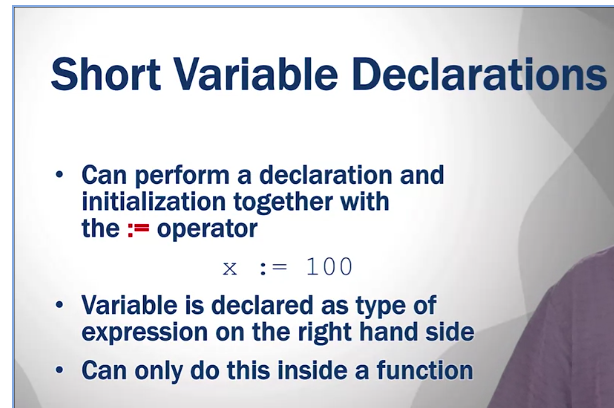 Short Variable Declarations
• Can perform a declaration and
initialization together with
the := operator
x := 100
• Variable is declared as type of
expression on the right hand side
• Can only do this inside a function